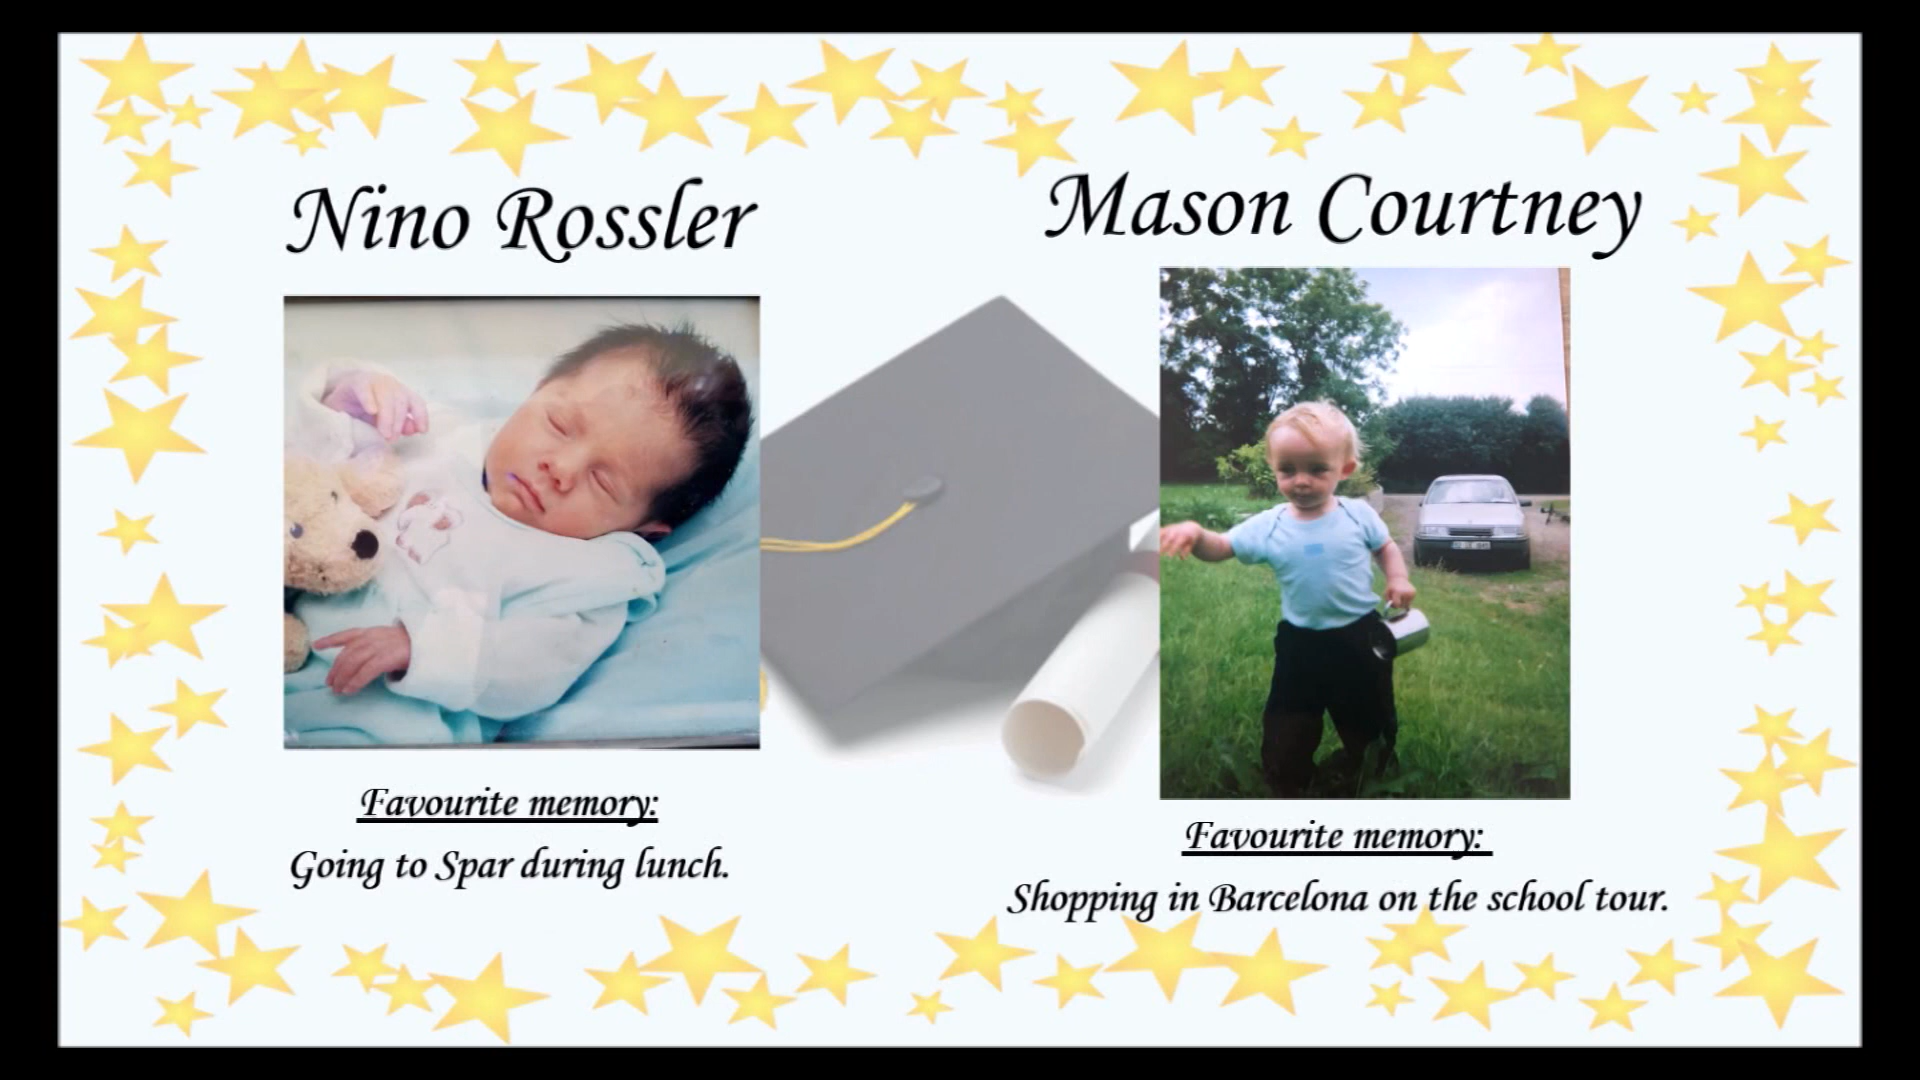 Nino Rossler
Favourite memory:
Going to Spar during lunch.
Mason Courtney
Favourite memory:
Shopping in Barcelona on the school tour.